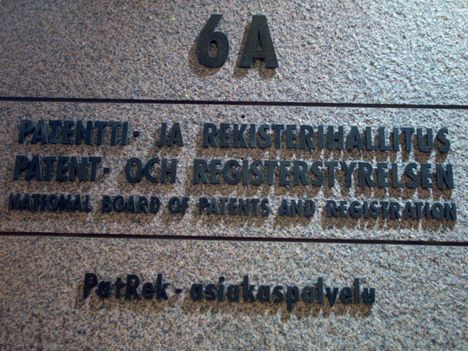 6A
PATENTTI- JA REKISTERIHALLITUS
PATENT- OCH REGISTERSTYRELSEN
NATIONAL BOARD OF PATENTS AND REGISTRATION
PatRek-asiakaspalvelu